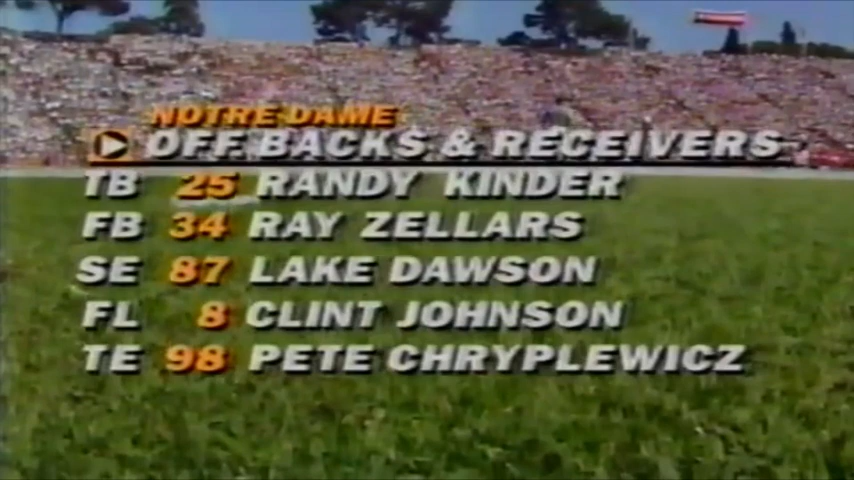 NOTRE DAME
OFF. BACKS & RECEIVERS
TB 25 RANDY KINDER
FB 34 RAY ZELLARS
SE 87 LAKE DAWSON
FL 8 CLINT JOHNSON
TE 98 PETE CHRYPLEWICZ